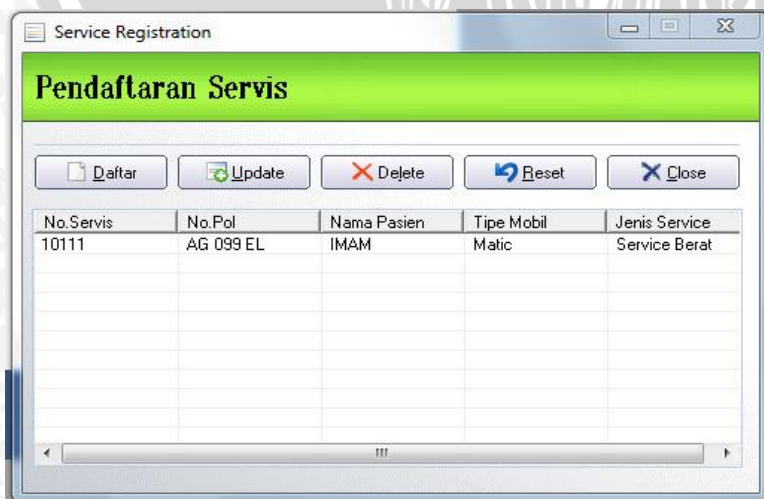 Service Registration
Pendaftaran Servis
Daftar Update Delete Reset Close
No.Servis No.Pol Nama Pasien Tipe Mobil Jenis Service
10111 AG 099 EL IMAM Matic Service Berat